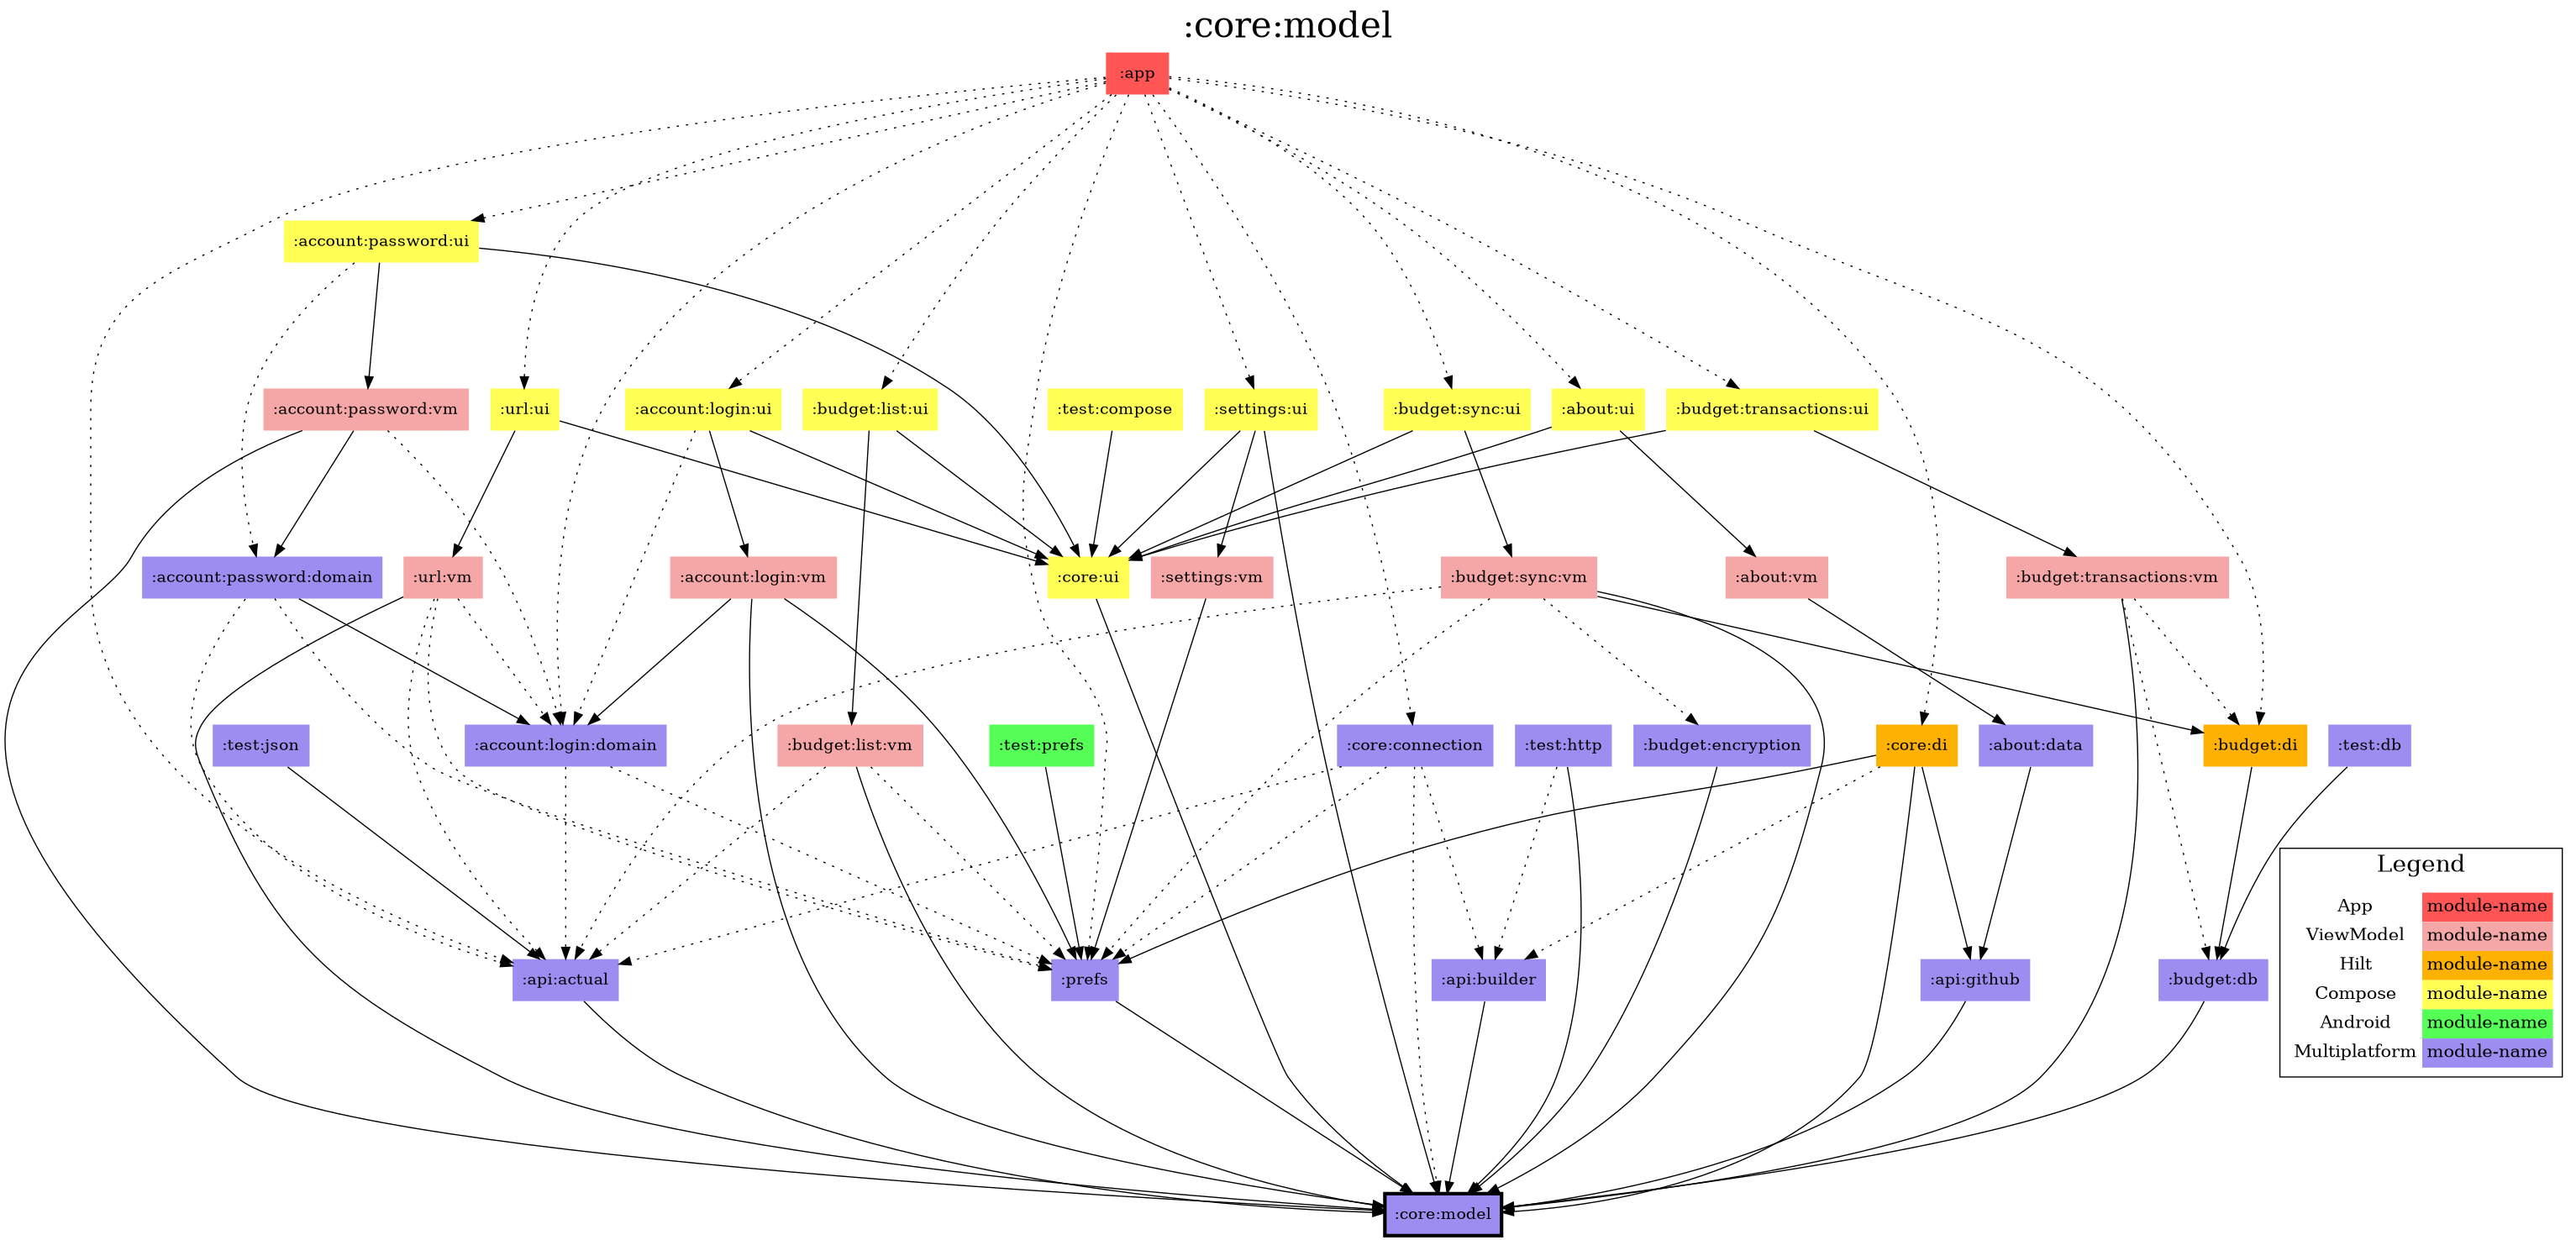 :core:model
:app
:account:password:ui
:account:password:vm
:url:ui
:account:login:ui
:budget:list:ui
:test:compose
:settings:ui
:budget:sync:ui
:about:ui
:budget:transactions:ui
:account:password:domain
:url:vm
:account:login:vm
:core:ui
:settings:vm
:budget:sync:vm
:about:vm
:budget:transactions:vm
:test:json
:account:login:domain
:budget:list:vm
:test:prefs
:core:connection
:test:http
:budget:encryption
:core:di
:about:data
:budget:di
:test:db
:api:actual
:prefs
:api:builder
:api:github
:budget:db
Legend
App module-name
ViewModel module-name
Hilt module-name
Compose module-name
Android module-name
Multiplatform module-name
:core:model